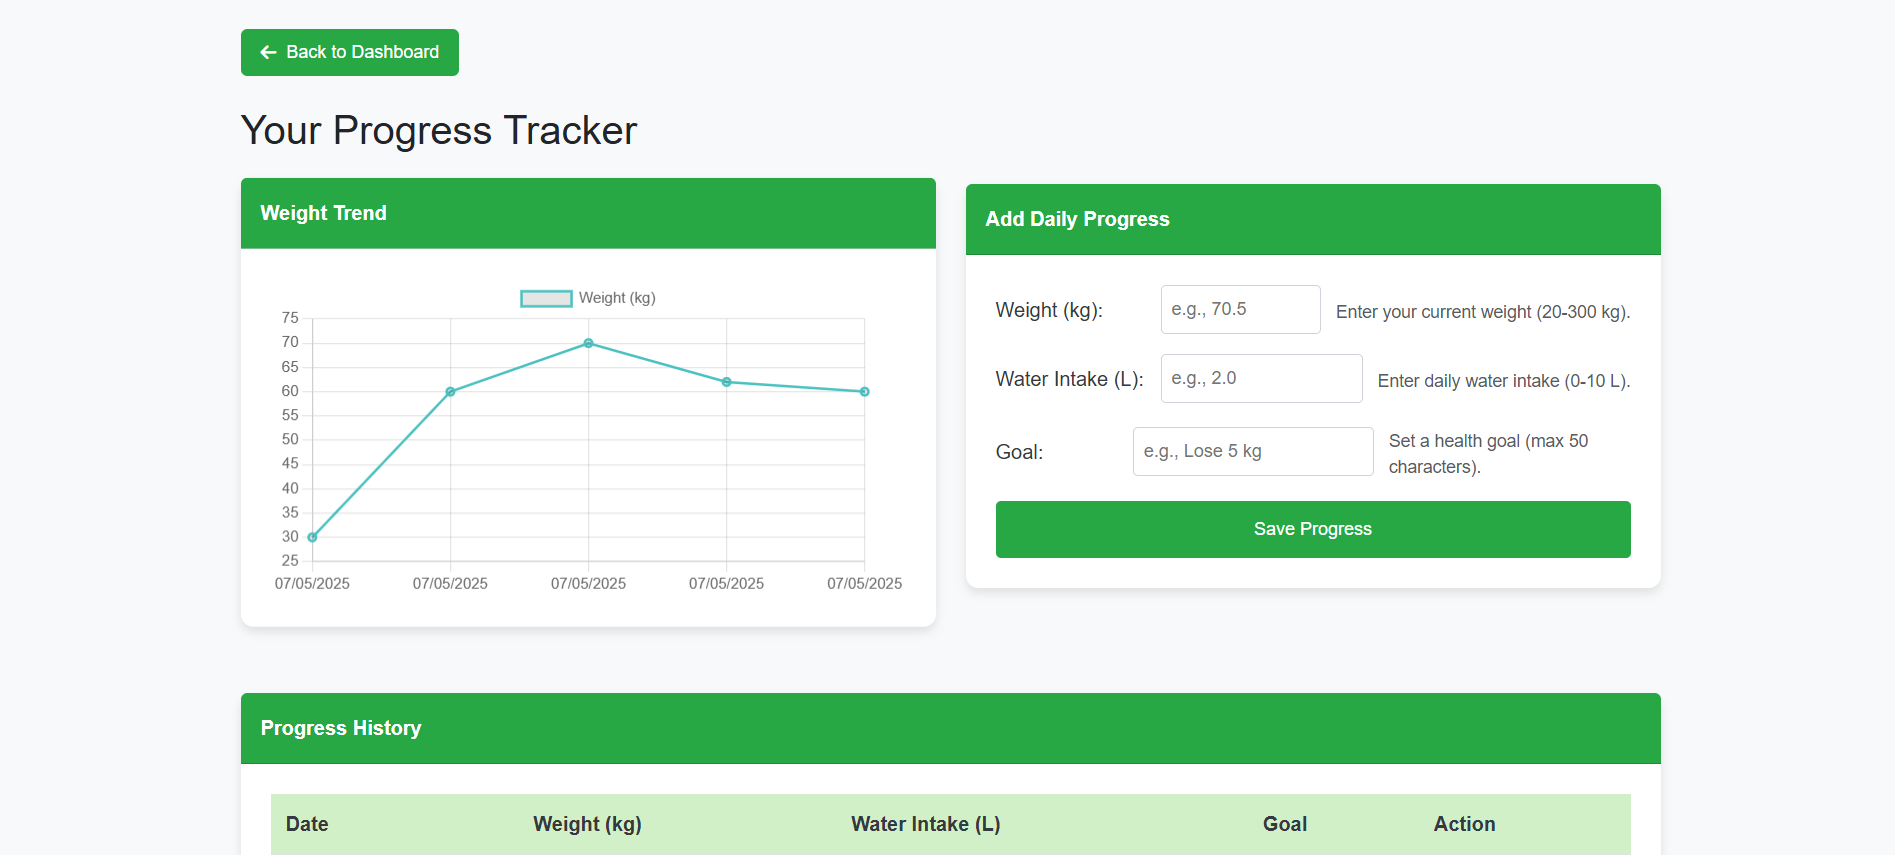 Back to Dashboard
Your Progress Tracker
Weight Trend
Weight (kg)
75
70
65
60
55
50
45
40
35
30
25
07/05/2025 07/05/2025 07/05/2025 07/05/2025 07/05/2025
Add Daily Progress
Weight (kg): e.g., 70.5 Enter your current weight (20-300 kg).
Water Intake (L): e.g., 2.0 Enter daily water intake (0-10 L).
Goal: e.g., Lose 5 kg Set a health goal (max 50
characters).
Save Progress
Progress History
Date Weight (kg) Water Intake (L) Goal Action